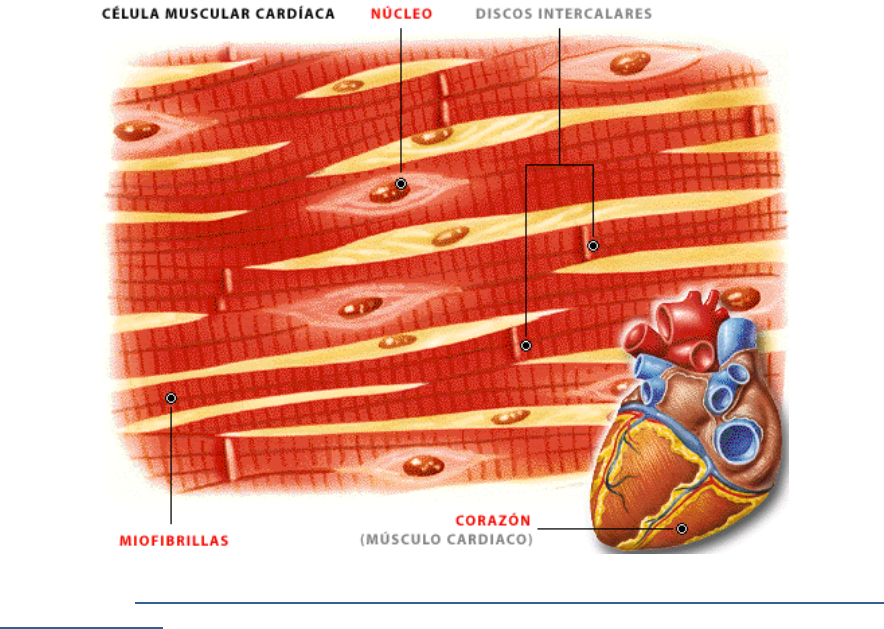 CÉLULA MUSCULAR CARDÍACA NÚCLEO DISCOS INTERCALARES
CORAZÓN
(MÚSCULO CARDIACO)
MIOFIBRILLAS